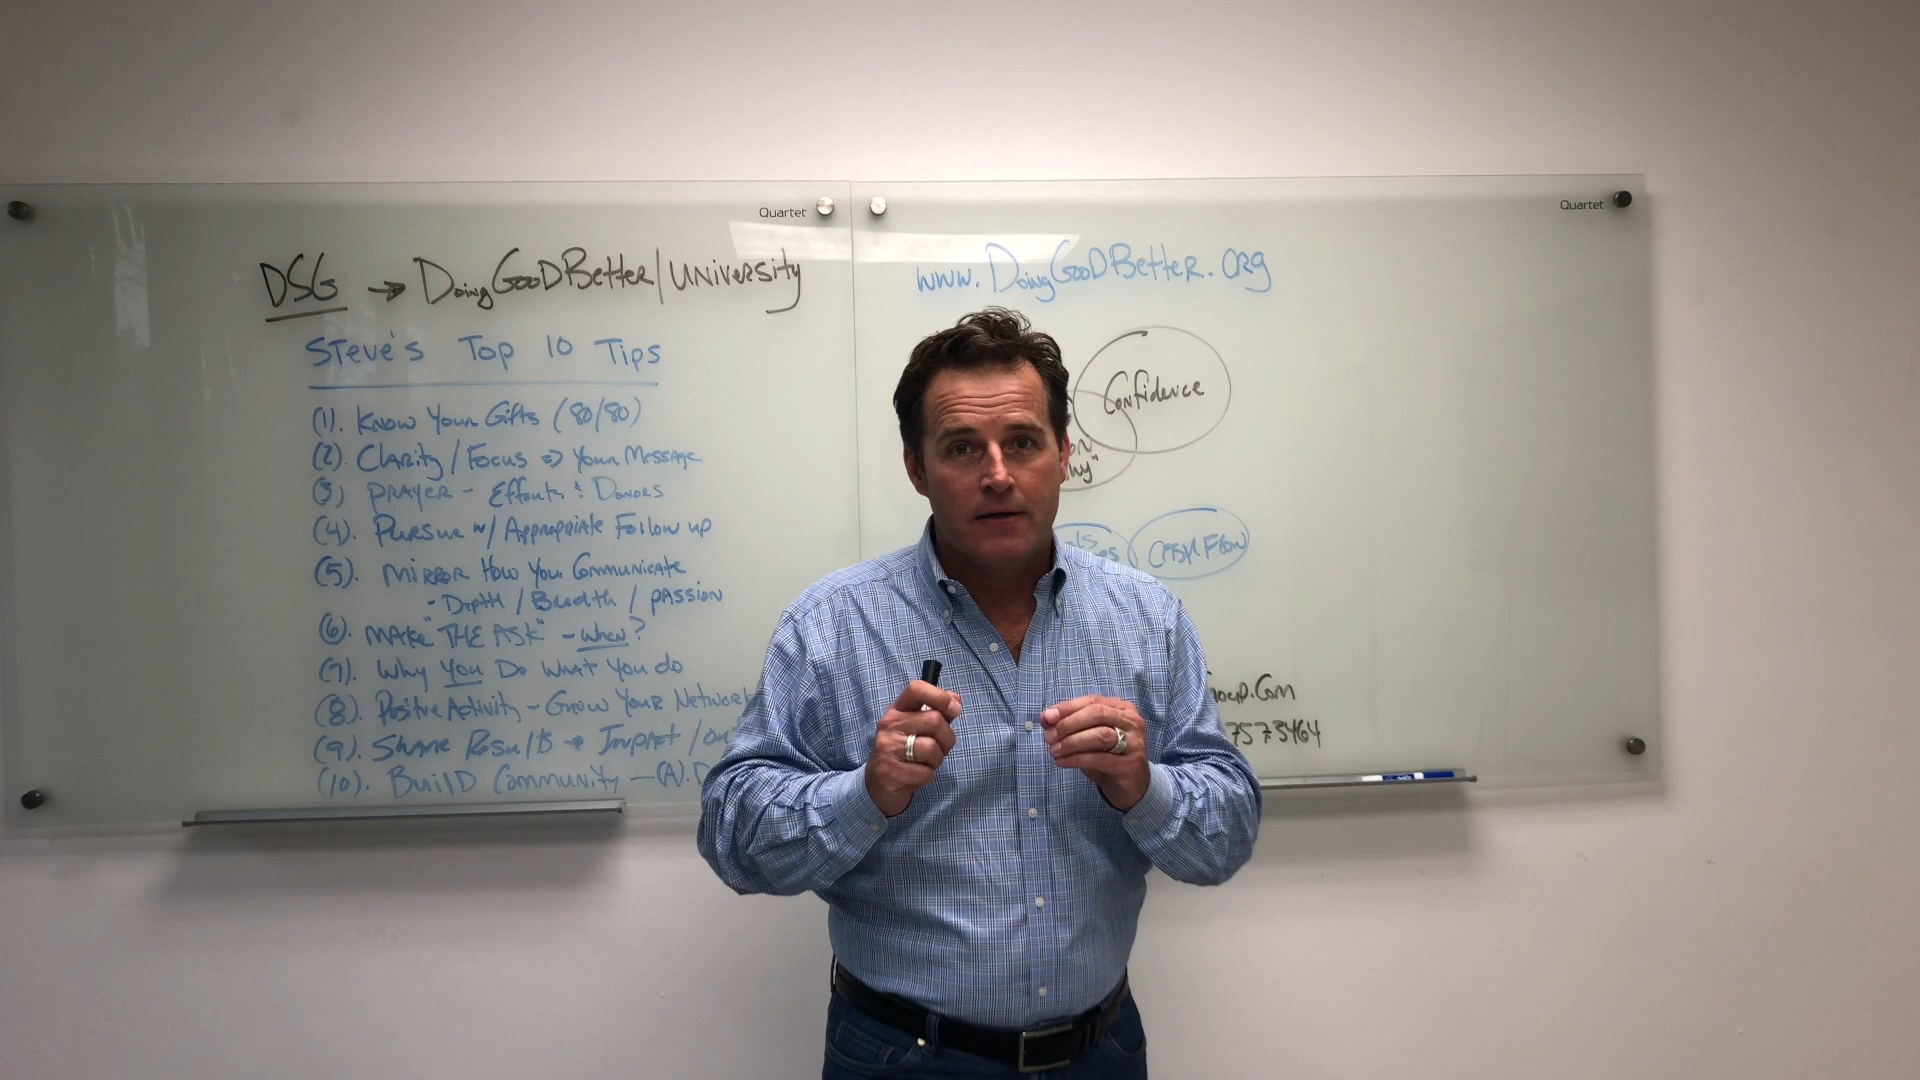 Quartet
Quartet
DSG → DoingGooDBetter/University
www.DoingGooDBetter.org
Steve's Top 10 Tips
(1). Know Your Gifts (80/80)
(2). Clarity / Focus => Your Message
(3) PRAYER - Efforts & Donors
(4). Pursue w/ Appropriate Follow up
(5). Mirror How You Communicate
- Depth / Breadth / passion
(6). Make "THE ASK" - When?
(7). Why You Do What You do
(8). Positive Activity - Grow Your Network
(9). Share Results → Impact /
(10). BuilD Community - (A).
Confidence
hy"
CASH Flow
.Com
7573464